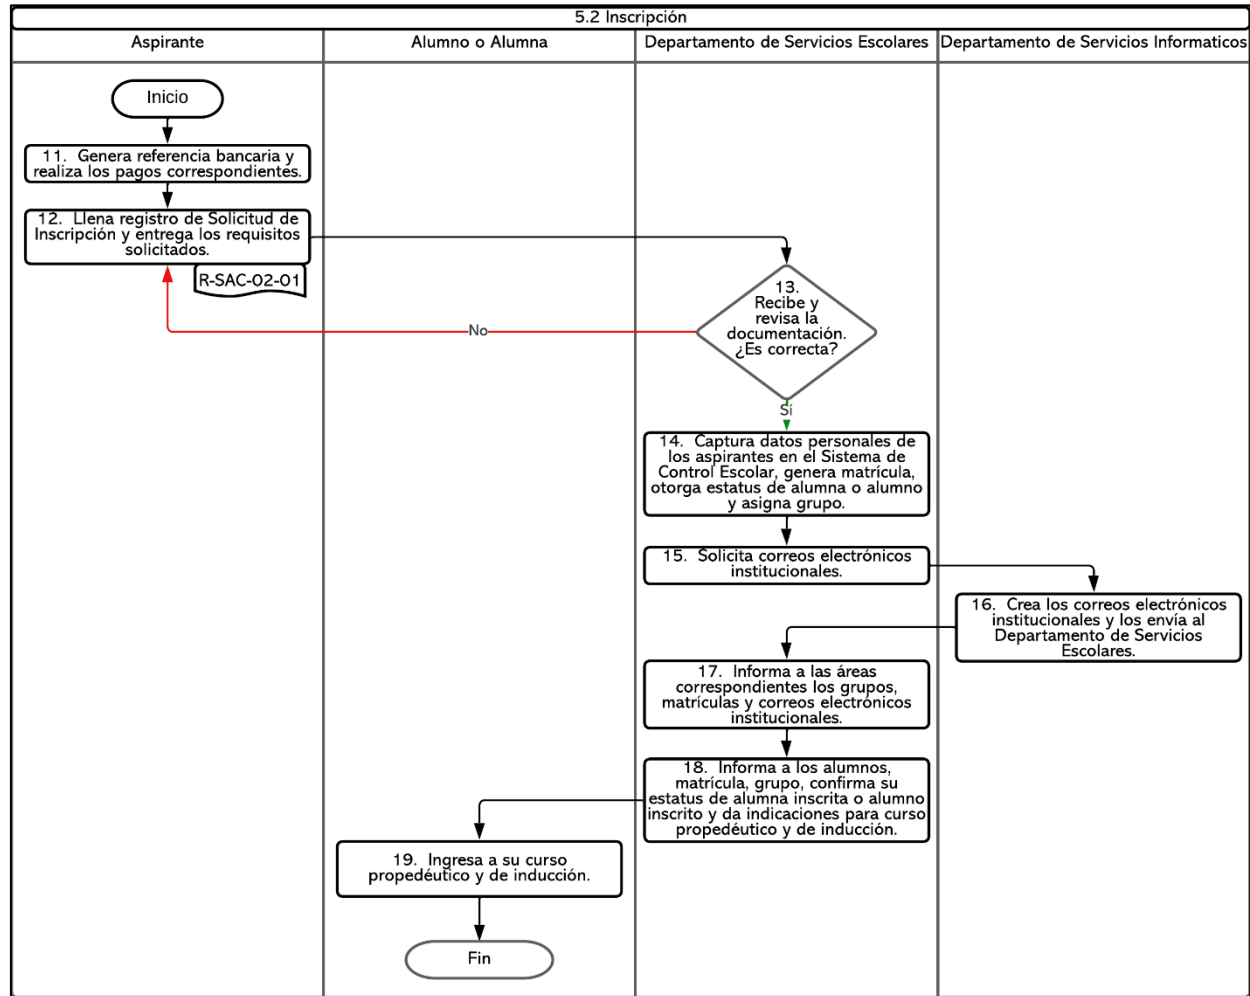 5.2 Inscripción
Aspirante
Alumno o Alumna
Departamento de Servicios Escolares
Departamento de Servicios Informaticos
Inicio
11. Genera referencia bancaria y
realiza los pagos correspondientes.
12. Llena registro de Solicitud de
Inscripción y entrega los requisitos
solicitados.
R-SAC-02-01
13.
Recibe y
revisa la
documentación.
¿Es correcta?
No
Sí
14. Captura datos personales de
los aspirantes en el Sistema de
Control Escolar, genera matrícula,
otorga estatus de alumna o alumno
y asigna grupo.
15. Solicita correos electrónicos
institucionales.
16. Crea los correos electrónicos
institucionales y los envía al
Departamento de Servicios
Escolares.
17. Informa a las áreas
correspondientes los grupos,
matrículas y correos electrónicos
institucionales.
18. Informa a los alumnos,
matrícula, grupo, confirma su
estatus de alumna inscrita o alumno
inscrito y da indicaciones para curso
propedéutico y de inducción.
19. Ingresa a su curso
propedéutico y de inducción.
Fin